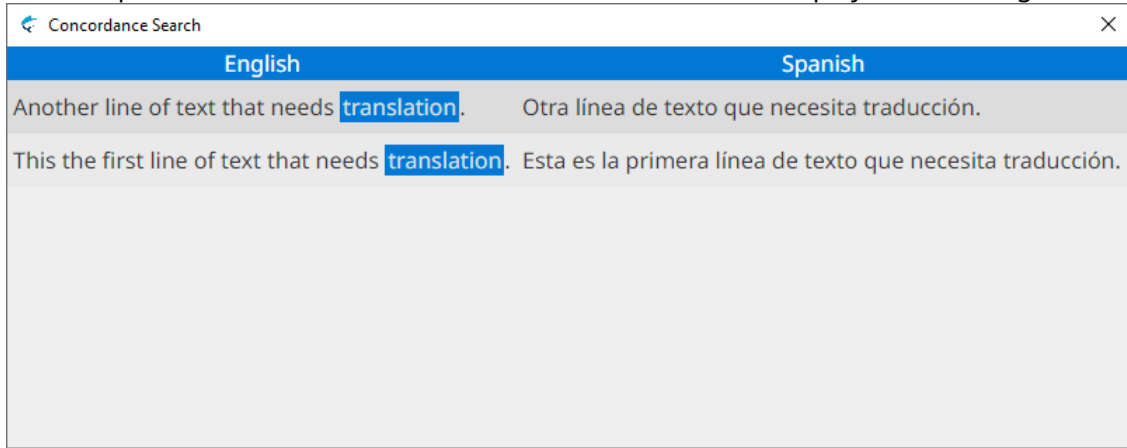 Concordance Search
English Spanish
Another line of text that needs translation. Otra línea de texto que necesita traducción.
This the first line of text that needs translation. Esta es la primera línea de texto que necesita traducción.